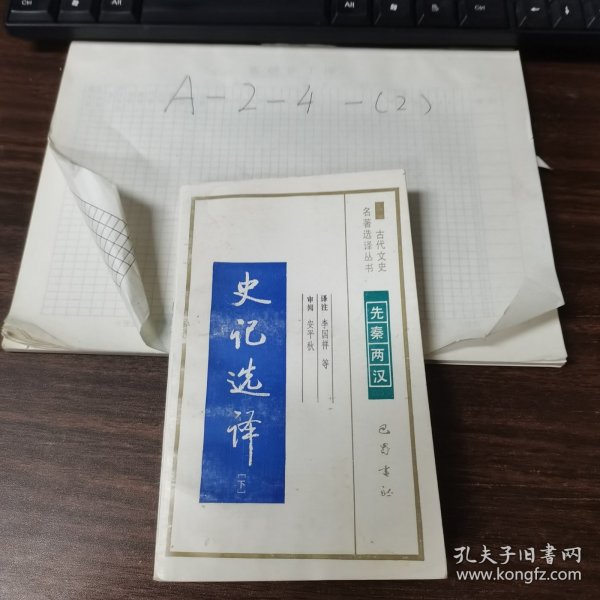 Alt
Alt
A-2-4-(2)
古代文史
名著选译丛书
先秦两汉
巴蜀书社
译注 李国祥 等
审阅 安平秋
史记选译
[下]
孔夫子旧书网
www.kongfz.com